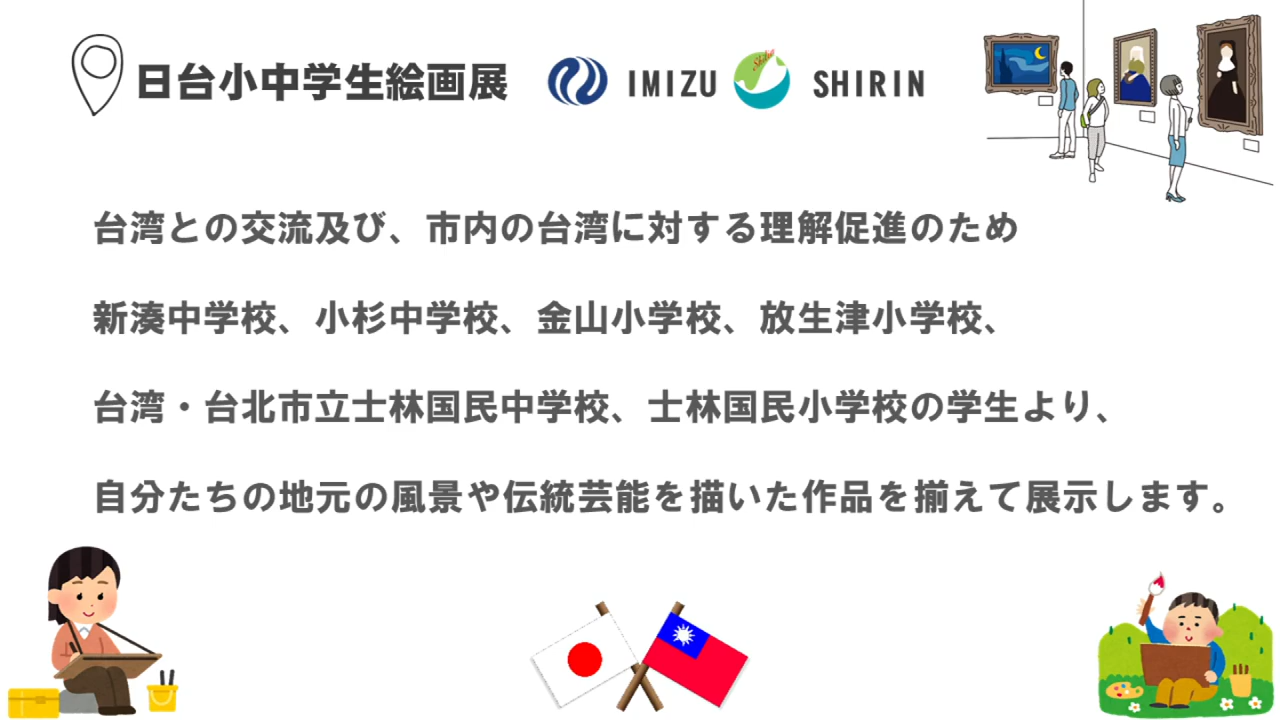 日台小中学生絵画展 IMIZU Shilin SHIRIN
台湾との交流及び、市内の台湾に対する理解促進のため
新湊中学校、小杉中学校、金山小学校、放生津小学校、
台湾・台北市立士林国民中学校、士林国民小学校の学生より、
自分たちの地元の風景や伝統芸能を描いた作品を揃えて展示します。